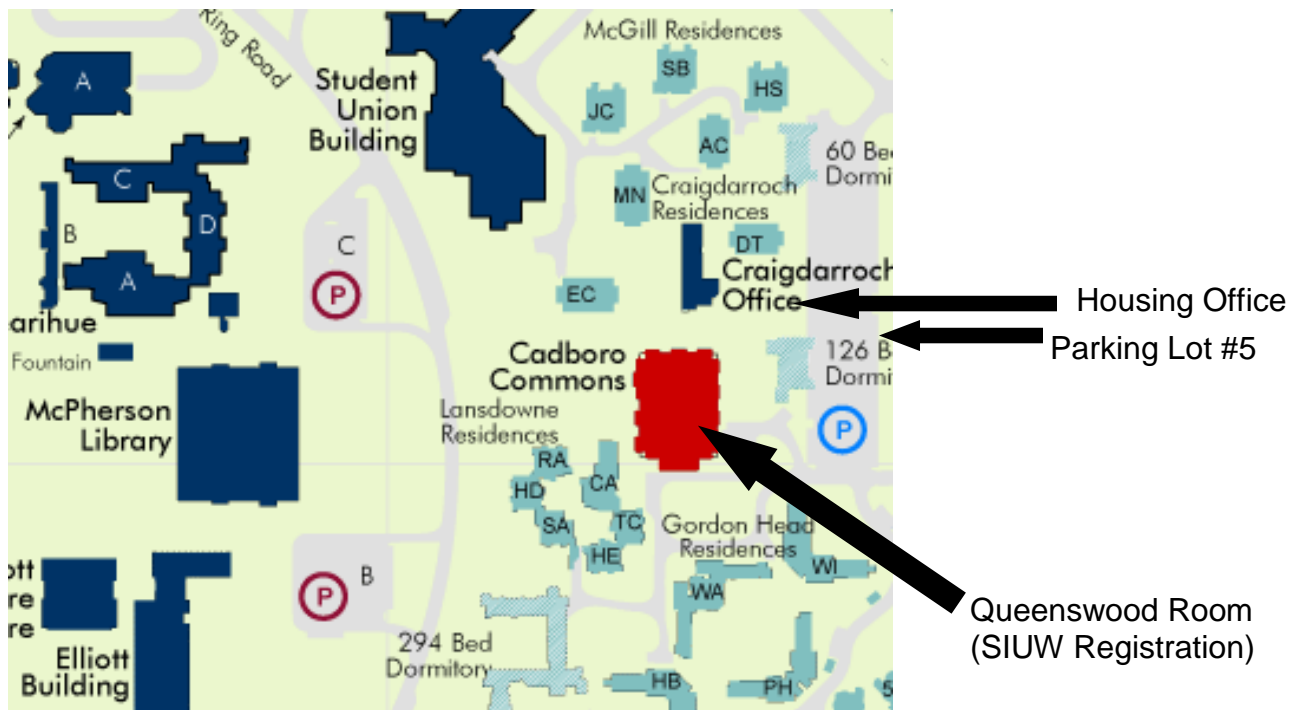 Ring Road
McGill Residences
SB
HS
JC
AC
A
Student
Union
Building
60 Be
Dormi
C
D
B
A
MN
Craigdarroch
Residences
DT
C
P
EC
Craigdarroch
Office
Housing Office
Parking Lot #5
arihue
Fountain
Cadboro
Commons
126 B
Dormi
McPherson
Library
Lansdowne
Residences
P
RA
HD
CA
SA
TC
HE
Gordon Head
Residences
WI
WA
B
P
ott
re
re
Elliott
Building
294 Bed
Dormitory
HB
PH
5
Queenswood Room
(SIUW Registration)